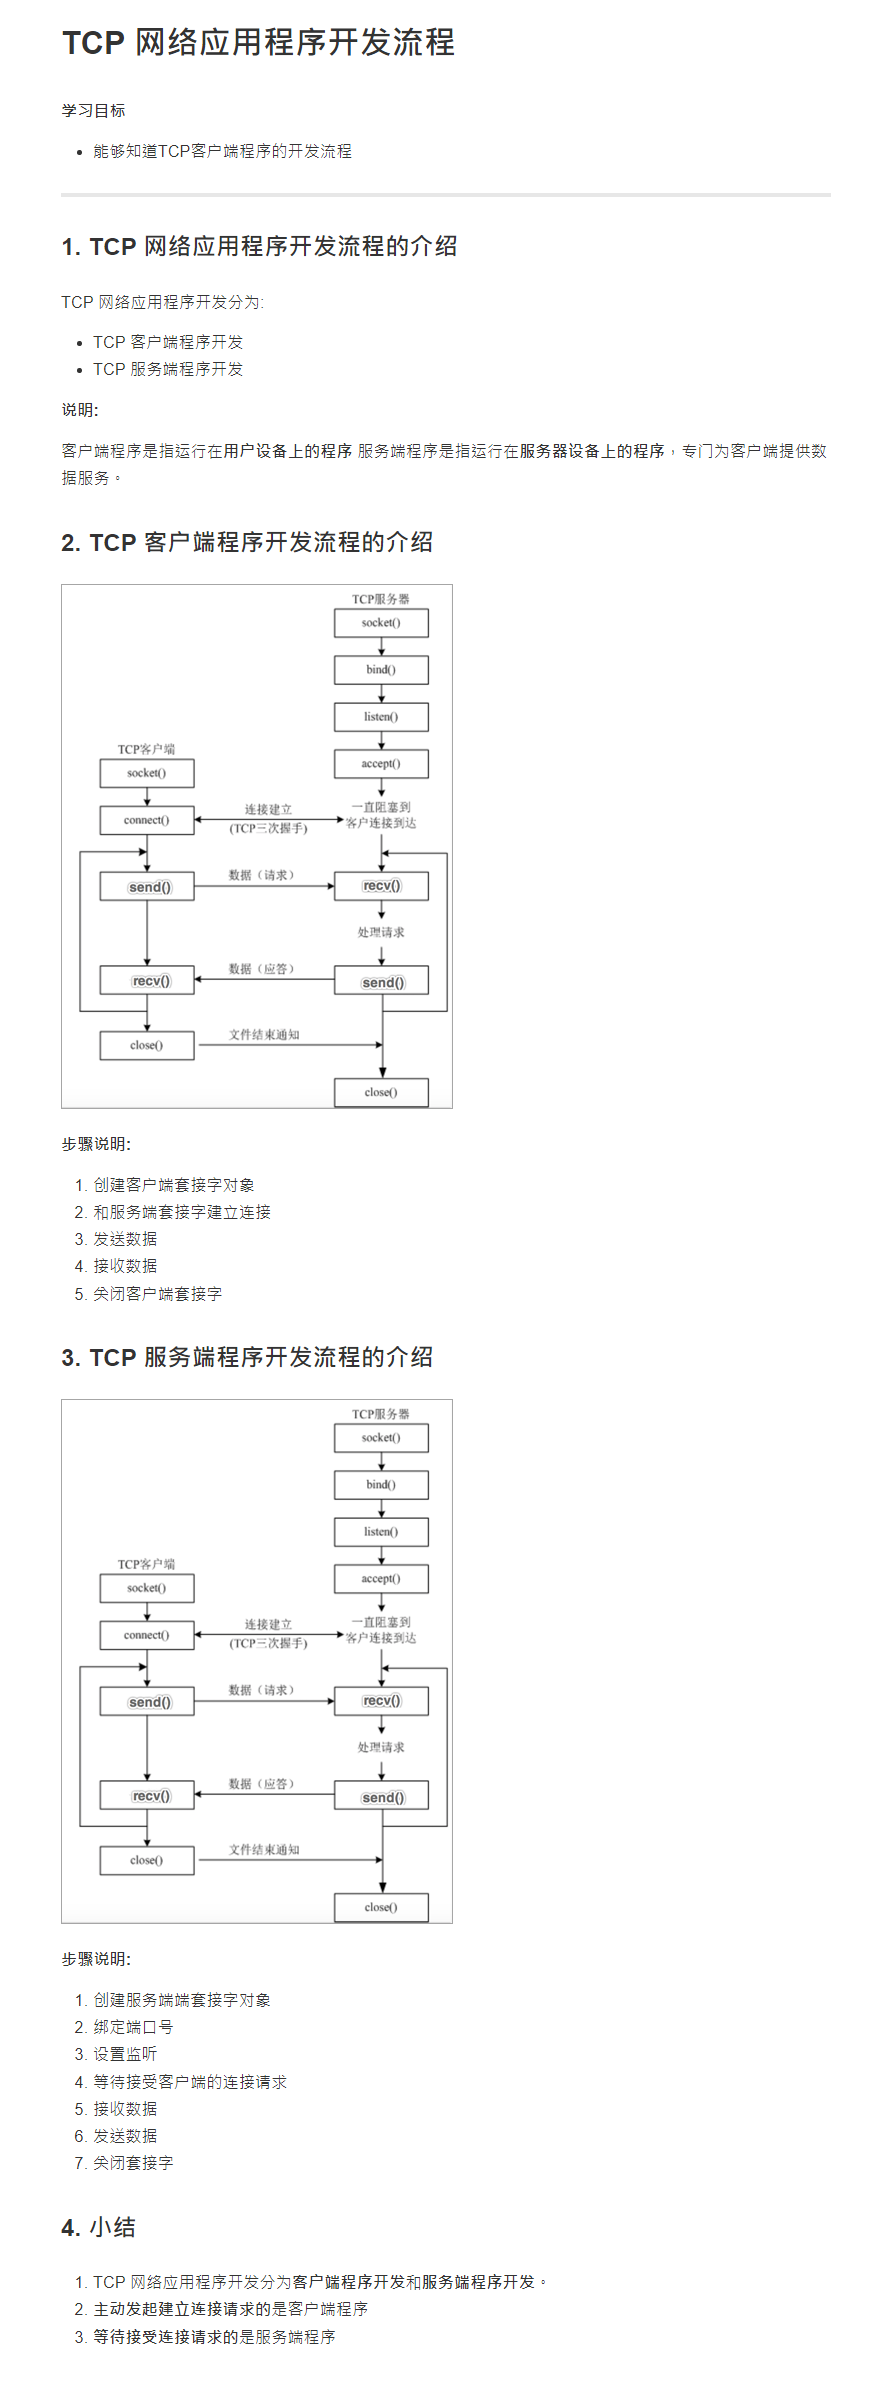 TCP 网络应用程序开发流程
学习目标
• 能够知道TCP客户端程序的开发流程
1. TCP 网络应用程序开发流程的介绍
TCP 网络应用程序开发分为:
• TCP 客户端程序开发
• TCP 服务端程序开发
说明:
客户端程序是指运行在用户设备上的程序 服务端程序是指运行在服务器设备上的程序，专门为客户端提供数
据服务。
2. TCP 客户端程序开发流程的介绍
TCP服务器
socket()
bind()
listen()
accept()
TCP客户端
socket()
connect()
连接建立
(TCP三次握手)
一直阻塞到
客户连接到达
send()
数据（请求）
recv()
处理请求
recv()
数据（应答）
send()
close()
文件结束通知
close()
步骤说明:
1. 创建客户端套接字对象
2. 和服务端套接字建立连接
3. 发送数据
4. 接收数据
5. 关闭客户端套接字
3. TCP 服务端程序开发流程的介绍
TCP服务器
socket()
bind()
listen()
accept()
TCP客户端
socket()
connect()
连接建立
(TCP三次握手)
一直阻塞到
客户连接到达
send()
数据（请求）
recv()
处理请求
recv()
数据（应答）
send()
close()
文件结束通知
close()
步骤说明:
1. 创建服务端端套接字对象
2. 绑定端口号
3. 设置监听
4. 等待接受客户端的连接请求
5. 接收数据
6. 发送数据
7. 关闭套接字
4. 小结
1. TCP 网络应用程序开发分为客户端程序开发和服务端程序开发。
2. 主动发起建立连接请求的是客户端程序
3. 等待接受连接请求的是服务端程序